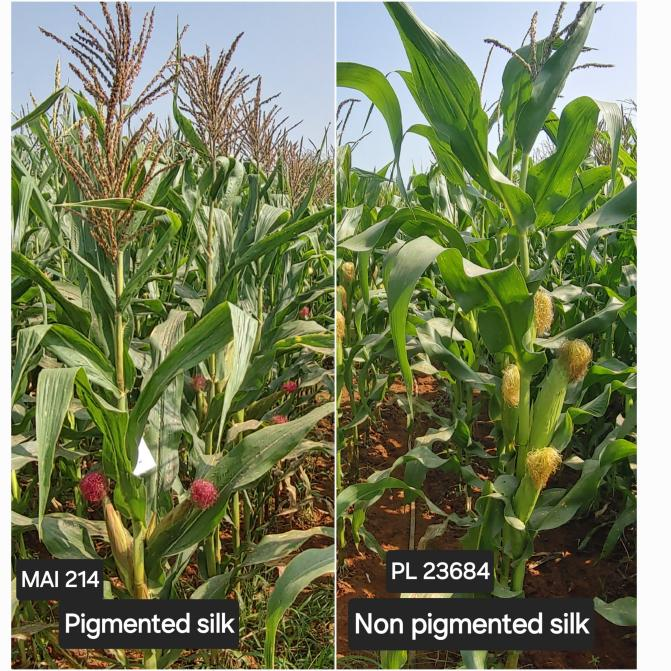 MAI 214
Pigmented silk
PL 23684
Non pigmented silk